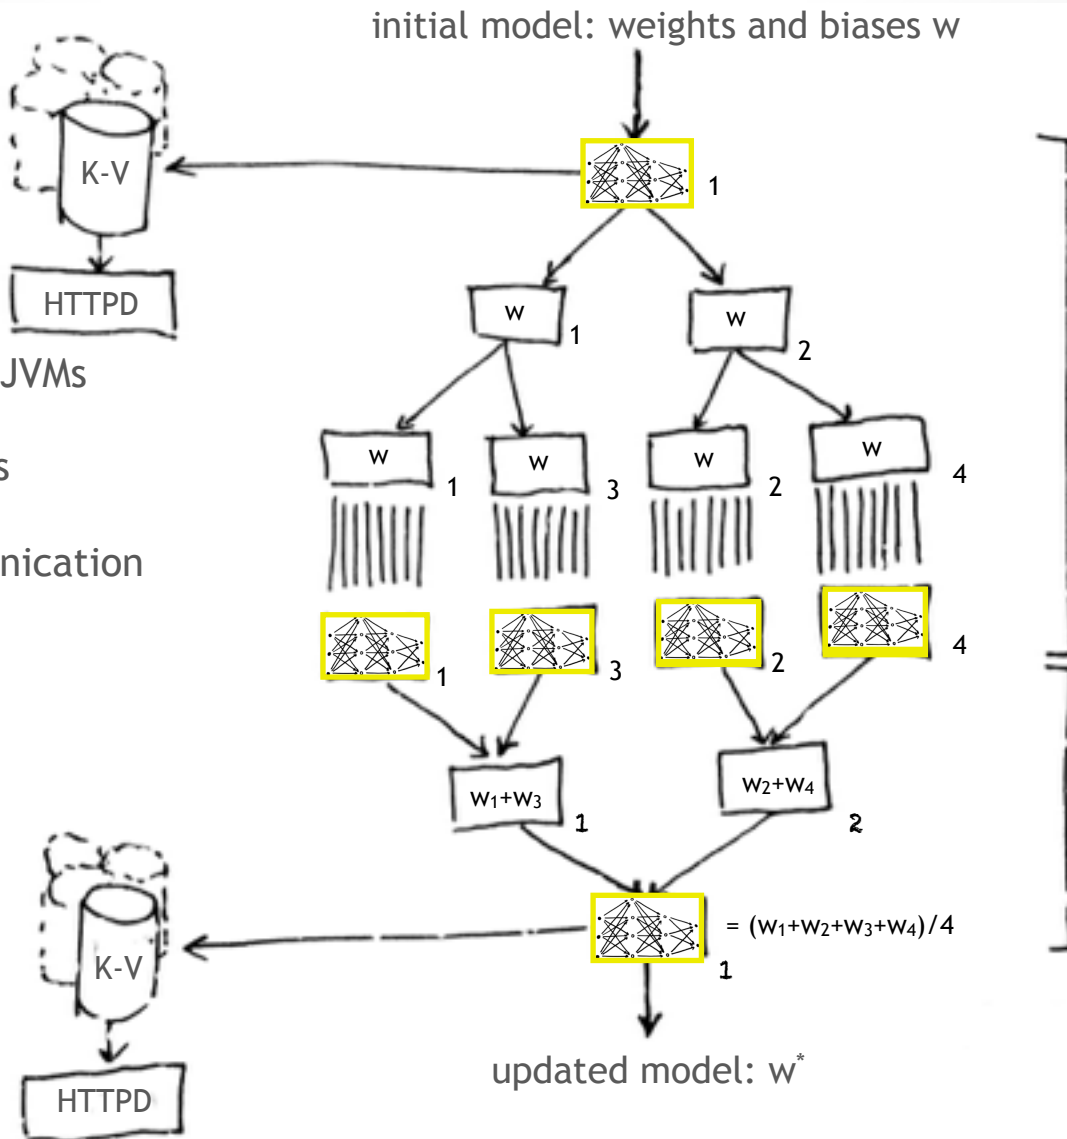 initial model: weights and biases w
K-V
1
HTTPD
w
1
w
2
JVMs
w
1
w
3
w
2
w
4
s
nication
1
3
2
4
w₁+w₃
1
w₂+w₄
2
= (w₁+w₂+w₃+w₄)/4
1
K-V
updated model: w*
HTTPD